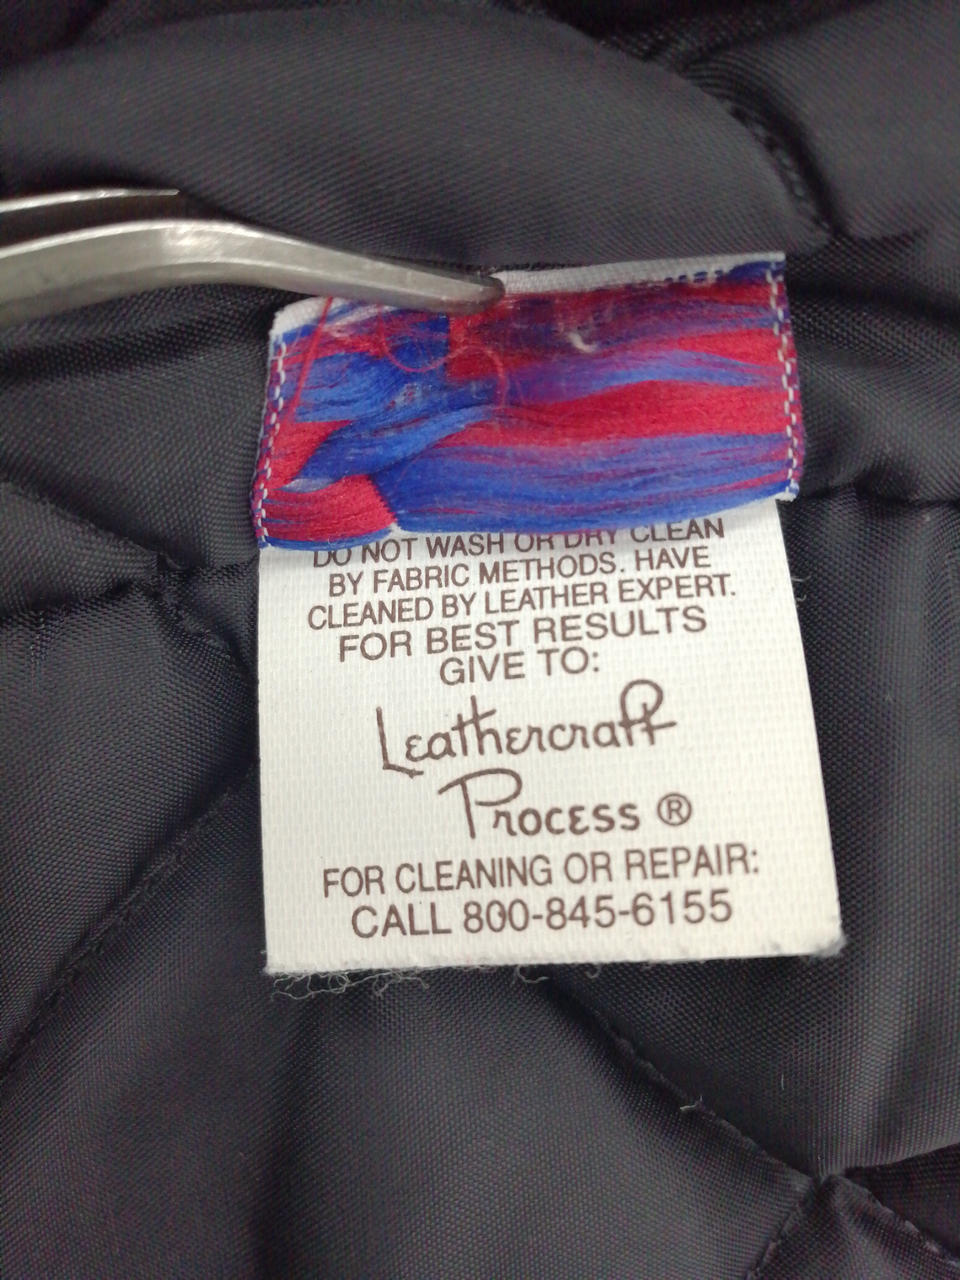 DO NOT WASH OR DRY CLEAN
BY FABRIC METHODS. HAVE
CLEANED BY LEATHER EXPERT.
FOR BEST RESULTS
GIVE TO:
Leathercraft
Process ®
FOR CLEANING OR REPAIR:
CALL 800-845-6155